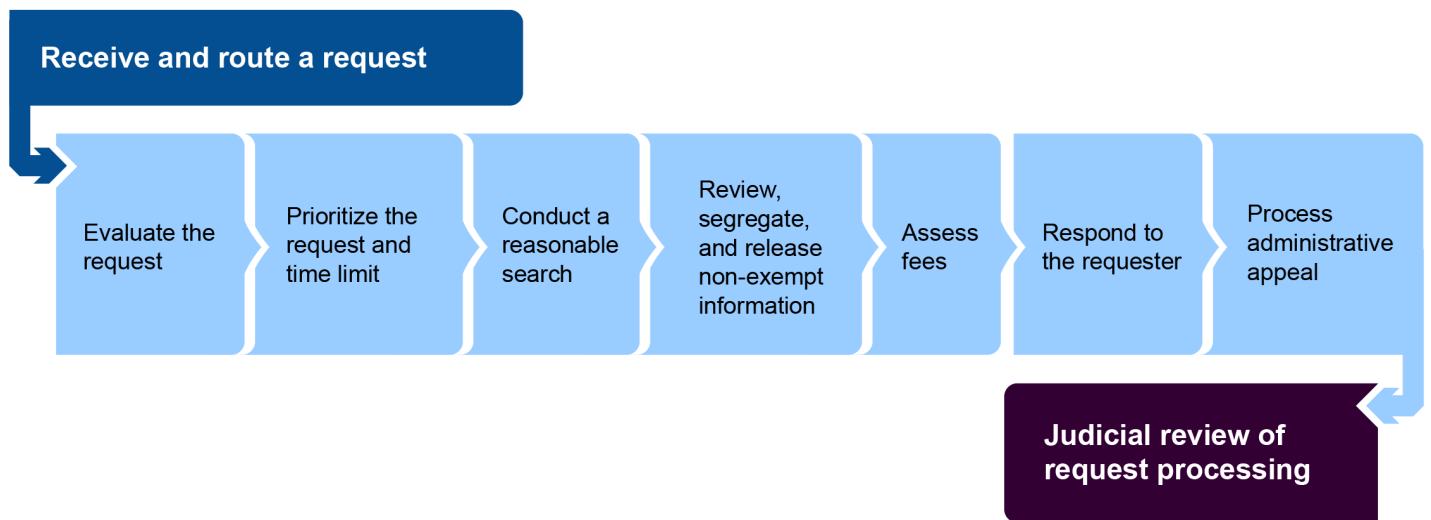 Receive and route a request
Evaluate the
request
Prioritize the
request and
time limit
Conduct a
reasonable
search
Review,
segregate,
and release
non-exempt
information
Assess
fees
Respond to
the requester
Process
administrative
appeal
Judicial review of
request processing